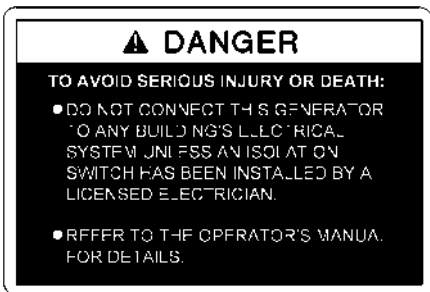 DANGER
TO AVOID SERIOUS INJURY OR DEATH:
DO NOT CONNECT THIS GENERATOR
TO ANY BUILDING'S ELECTRICAL
SYSTEM UNLESS AN ISOLATION
SWITCH HAS BEEN INSTALLED BY A
LICENSED ELECTRICIAN.
REFER TO THE OPERATOR'S MANUAL
FOR DETAILS.